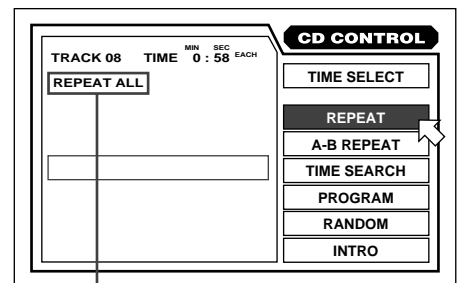 CD CONTROL
MIN SEC
TRACK 08 TIME 0 : 58 EACH
REPEAT ALL
TIME SELECT
REPEAT
A-B REPEAT
TIME SEARCH
PROGRAM
RANDOM
INTRO